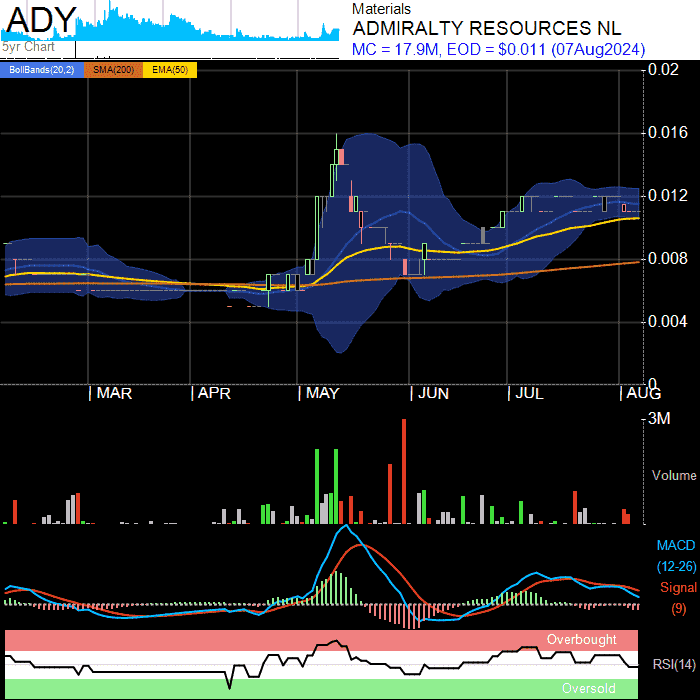 ADY
5yr Chart
Materials
ADMIRALTY RESOURCES NL
MC = 17.9M, EOD = $0.011 (07Aug2024)
BollBands(20,2) SMA(200) EMA(50)
0.02
0.016
0.012
0.008
0.004
0
MAR APR MAY JUN JUL AUG
3M
Volume
MACD
(12-26)
Signal
(9)
Overbought
RSI(14)
Oversold